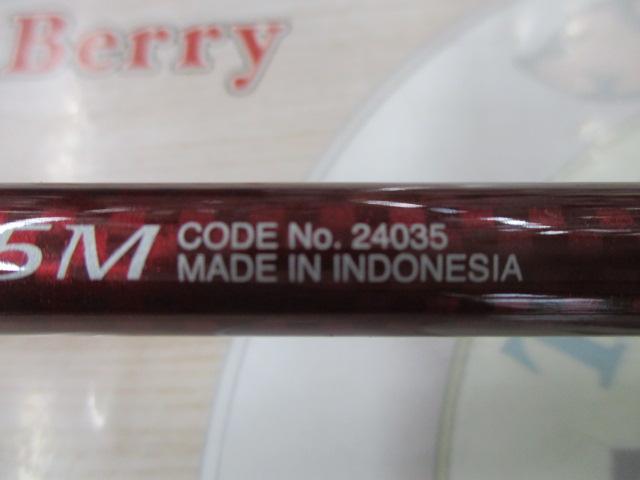 Berry
5M
CODE No. 24035
MADE IN INDONESIA